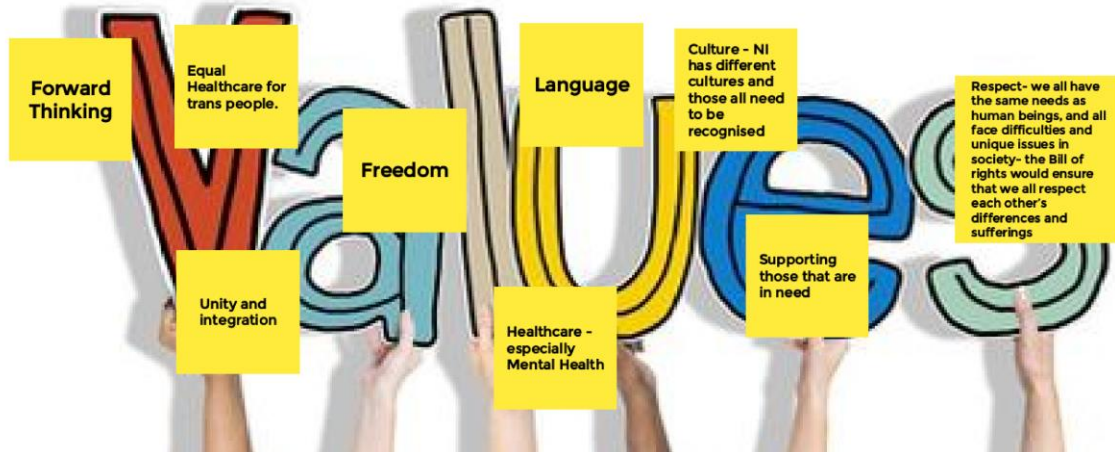 Values
Forward
Thinking
Equal
Healthcare for
trans people.
Freedom
Language
Culture - NI
has different
cultures and
those all need
to be
recognised
Respect- we all have
the same needs as
human beings, and all
face difficulties and
unique issues in
society- the Bill of
rights would ensure
that we all respect
each other's
differences and
sufferings
Unity and
integration
Healthcare -
especially
Mental Health
Supporting
those that are
in need